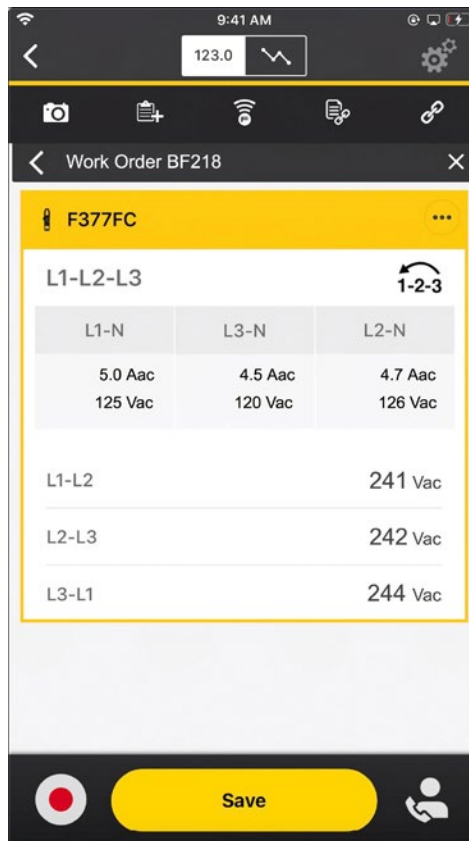 9:41 AM
123.0
Work Order BF218
F377FC
L1-L2-L3
1-2-3
L1-N L3-N L2-N
5.0 Aac 4.5 Aac 4.7 Aac
125 Vac 120 Vac 126 Vac
L1-L2 241 Vac
L2-L3 242 Vac
L3-L1 244 Vac
Save